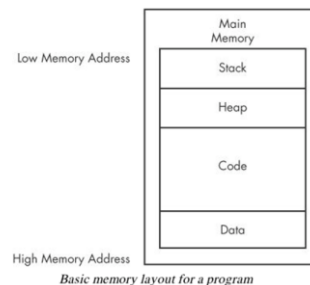 Main
Memory
Low Memory Address
Stack
Heap
Code
Data
High Memory Address
Basic memory layout for a program